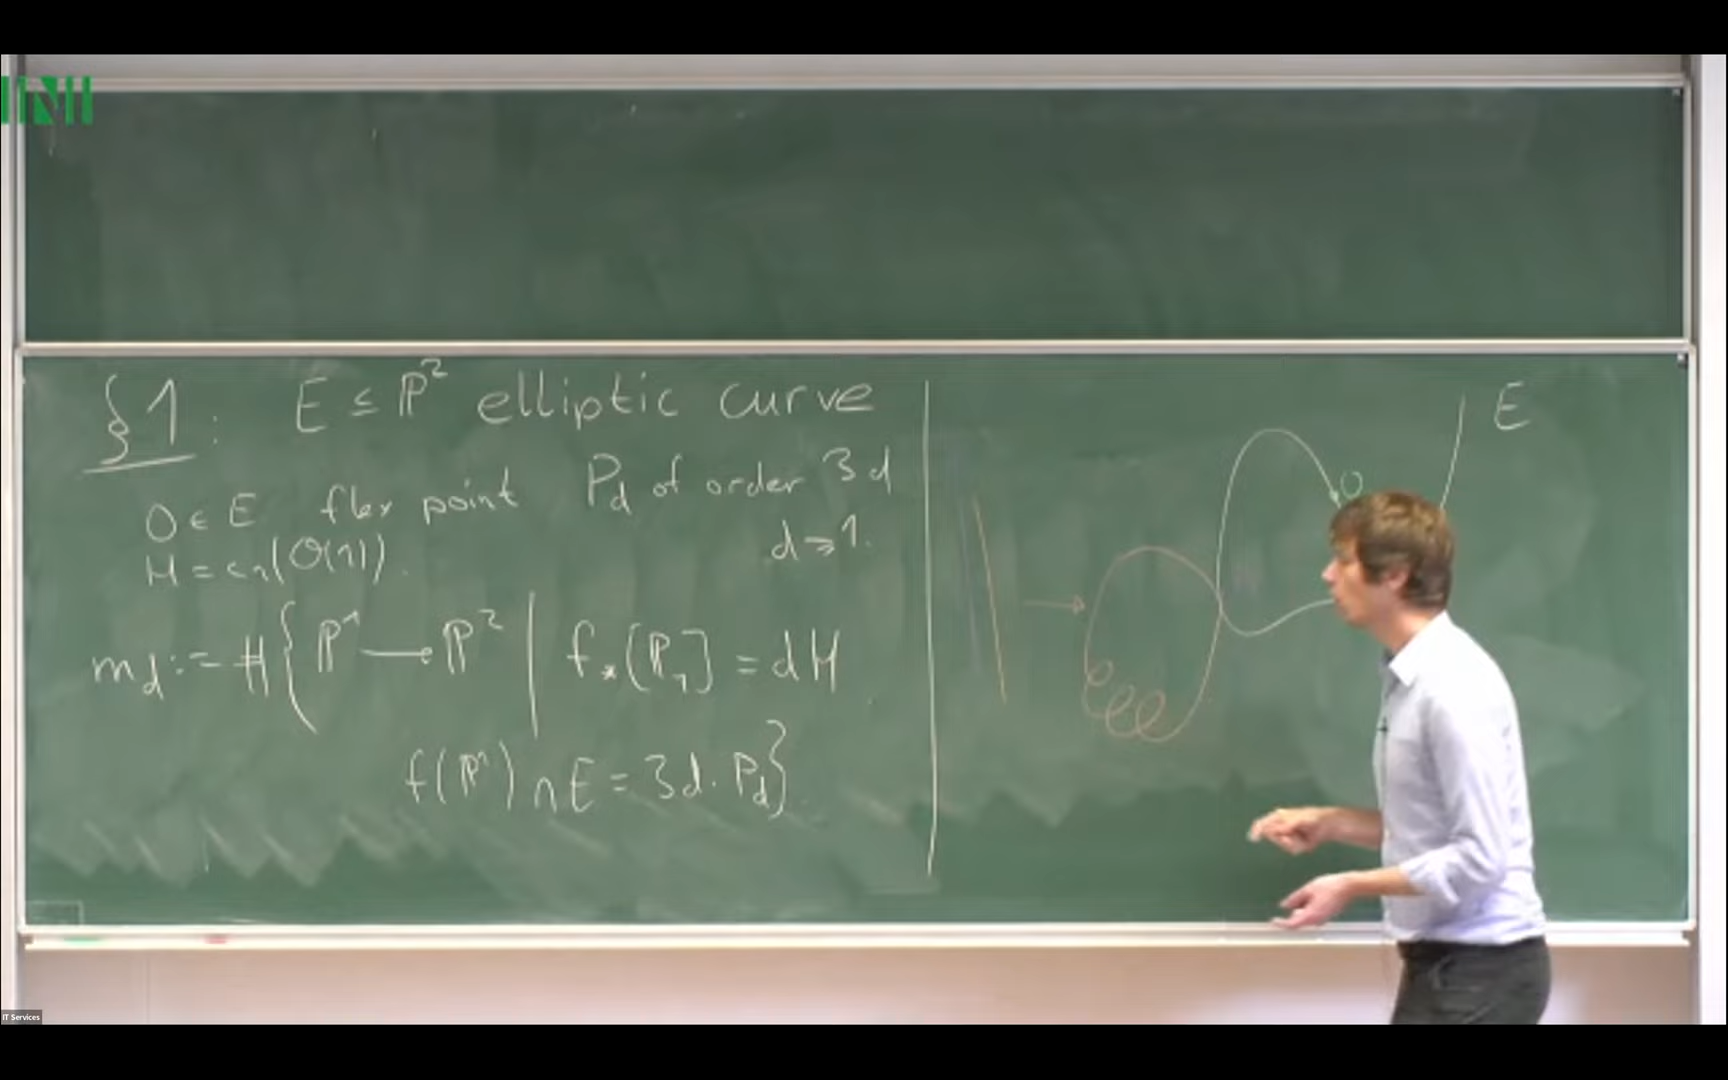 INI
§1: E ≤ ℙ² elliptic curve
O ∈ E flex point P_d of order 3d
H = c₁(O(1)). d ⩾ 1.
m_d := #{ ℙ¹ → ℙ² | f_*[ℙ₁] = dH
f(ℙ¹) ∩ E = 3d · P_d }.
E
O
IT Services